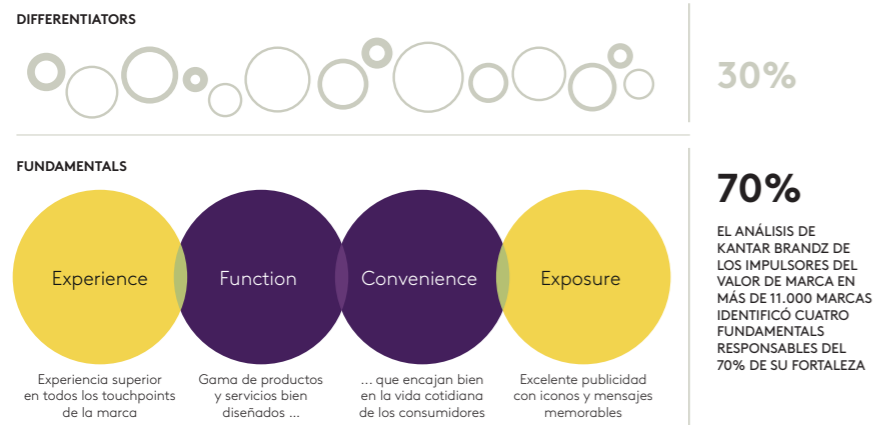 DIFFERENTIATORS
30%
FUNDAMENTALS
Experience
Function
Convenience
Exposure
Experiencia superior
en todos los touchpoints
de la marca
Gama de productos
y servicios bien
diseñados ...
... que encajan bien
en la vida cotidiana
de los consumidores
Excelente publicidad
con iconos y mensajes
memorables
70%
EL ANÁLISIS DE
KANTAR BRANDZ DE
LOS IMPULSORES DEL
VALOR DE MARCA EN
MÁS DE 11.000 MARCAS
IDENTIFICÓ CUATRO
FUNDAMENTALS
RESPONSABLES DEL
70% DE SU FORTALEZA